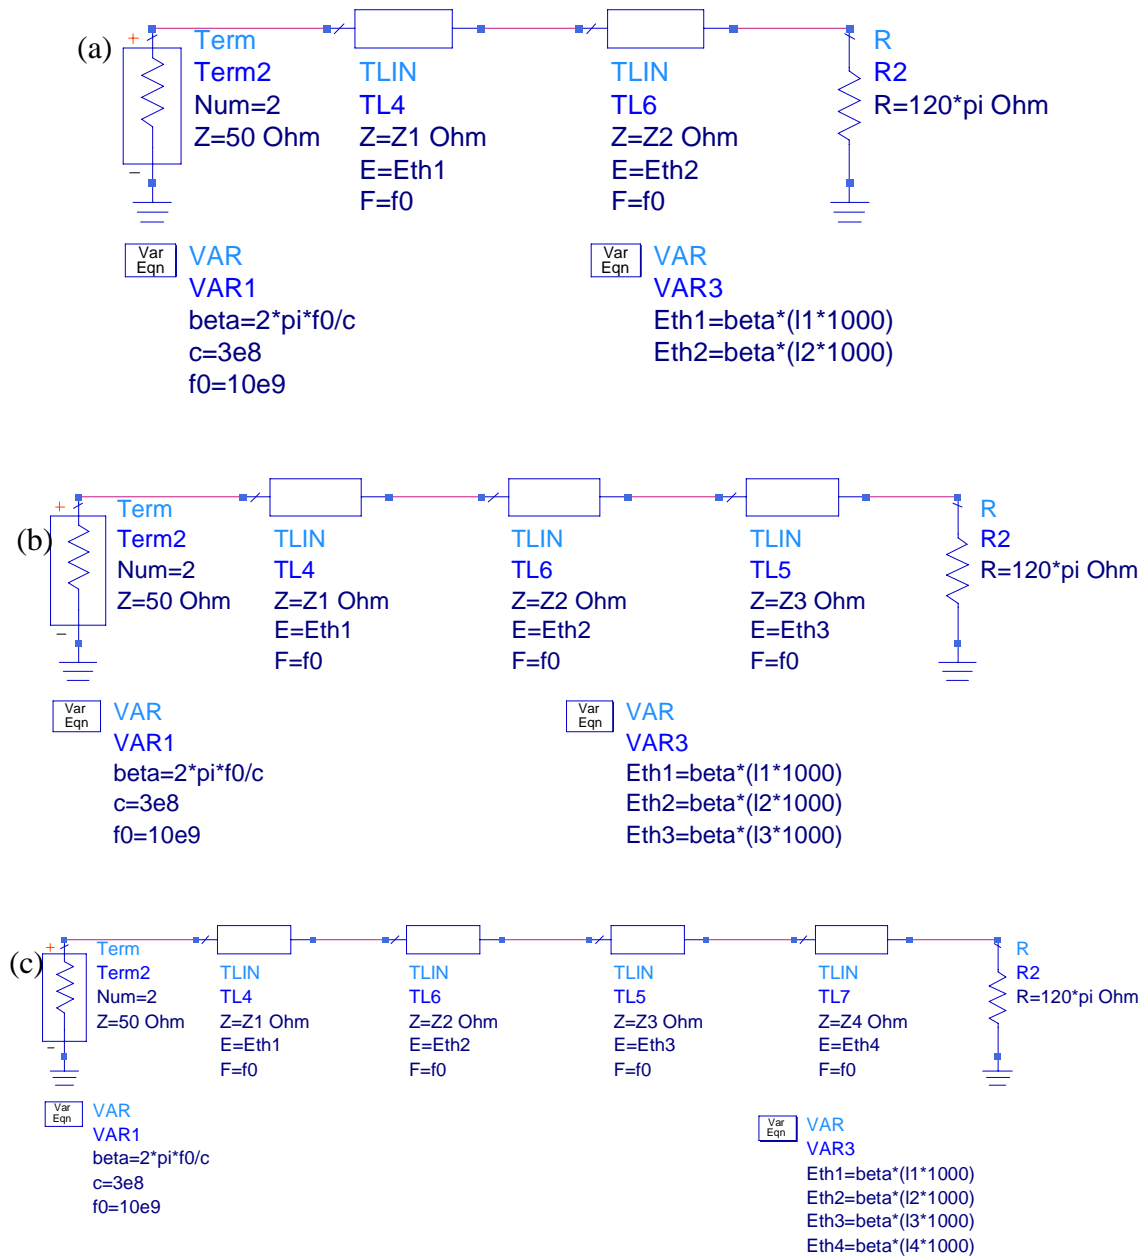 (a)
+
Term
Term2
Num=2
Z=50 Ohm
−
TLIN
TL4
Z=Z1 Ohm
E=Eth1
F=f0
TLIN
TL6
Z=Z2 Ohm
E=Eth2
F=f0
R
R2
R=120*pi Ohm
Var
Eqn
VAR
VAR1
beta=2*pi*f0/c
c=3e8
f0=10e9
Var
Eqn
VAR
VAR3
Eth1=beta*(l1*1000)
Eth2=beta*(l2*1000)
(b)
+
Term
Term2
Num=2
Z=50 Ohm
−
TLIN
TL4
Z=Z1 Ohm
E=Eth1
F=f0
TLIN
TL6
Z=Z2 Ohm
E=Eth2
F=f0
TLIN
TL5
Z=Z3 Ohm
E=Eth3
F=f0
R
R2
R=120*pi Ohm
Var
Eqn
VAR
VAR1
beta=2*pi*f0/c
c=3e8
f0=10e9
Var
Eqn
VAR
VAR3
Eth1=beta*(l1*1000)
Eth2=beta*(l2*1000)
Eth3=beta*(l3*1000)
(c)
+
Term
Term2
Num=2
Z=50 Ohm
−
TLIN
TL4
Z=Z1 Ohm
E=Eth1
F=f0
TLIN
TL6
Z=Z2 Ohm
E=Eth2
F=f0
TLIN
TL5
Z=Z3 Ohm
E=Eth3
F=f0
TLIN
TL7
Z=Z4 Ohm
E=Eth4
F=f0
R
R2
R=120*pi Ohm
Var
Eqn
VAR
VAR1
beta=2*pi*f0/c
c=3e8
f0=10e9
Var
Eqn
VAR
VAR3
Eth1=beta*(l1*1000)
Eth2=beta*(l2*1000)
Eth3=beta*(l3*1000)
Eth4=beta*(l4*1000)